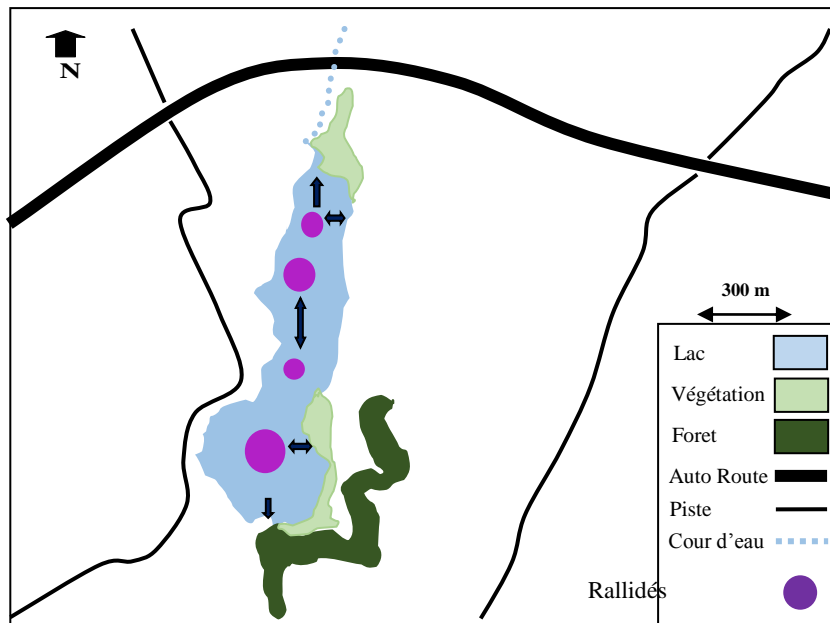 N
300 m
Lac
Végétation
Foret
Auto Route
Piste
Cour d’eau
Rallidés